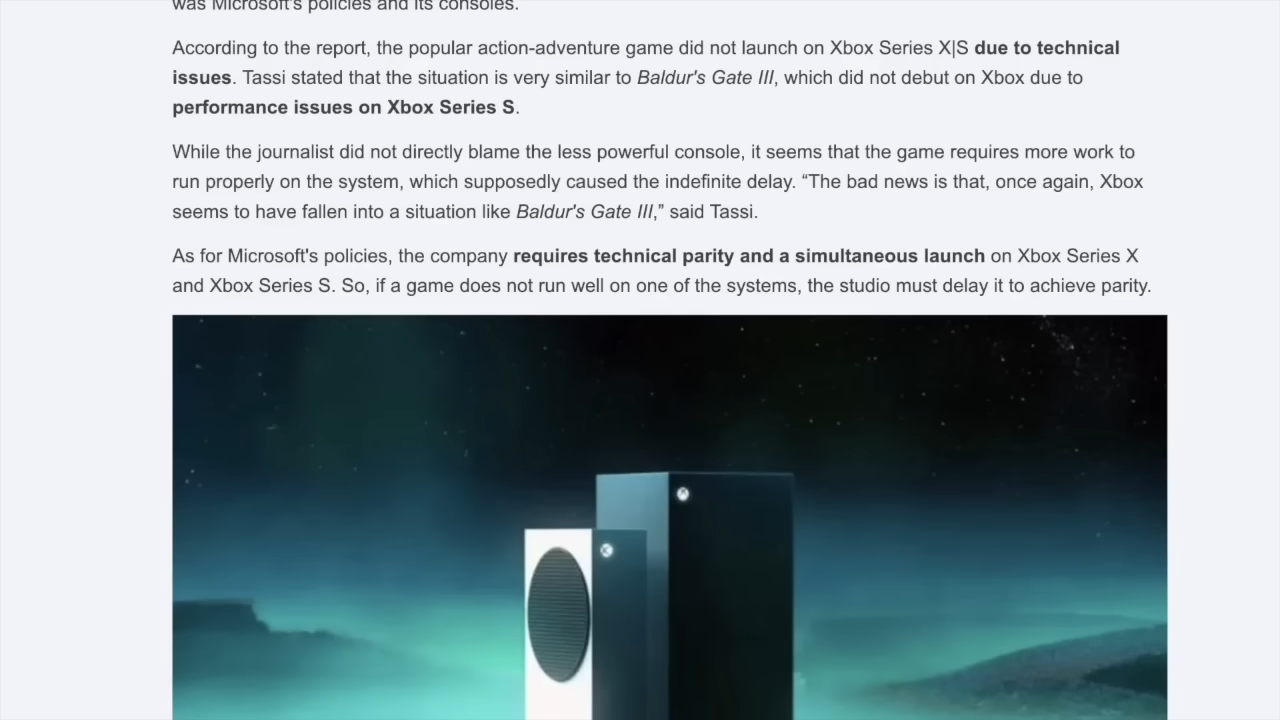 was Microsoft's policies and its consoles.
According to the report, the popular action-adventure game did not launch on Xbox Series X|S due to technical
issues. Tassi stated that the situation is very similar to Baldur's Gate III, which did not debut on Xbox due to
performance issues on Xbox Series S.
While the journalist did not directly blame the less powerful console, it seems that the game requires more work to
run properly on the system, which supposedly caused the indefinite delay. “The bad news is that, once again, Xbox
seems to have fallen into a situation like Baldur's Gate III,” said Tassi.
As for Microsoft's policies, the company requires technical parity and a simultaneous launch on Xbox Series X
and Xbox Series S. So, if a game does not run well on one of the systems, the studio must delay it to achieve parity.